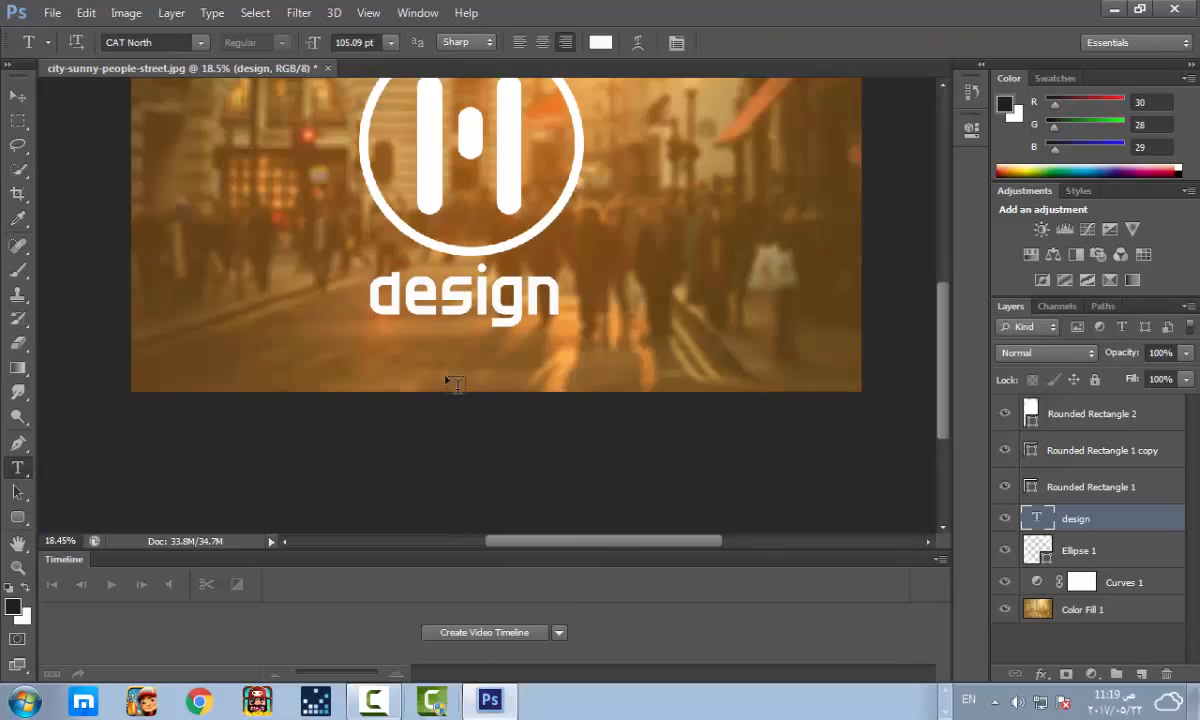 Ps File Edit Image Layer Type Select Filter 3D View Window Help
T CAT North Regular 105.09 pt Sharp Essentials
city-sunny-people-street.jpg @ 18.5% (design, RGB/8) * ×
Color Swatches
R 30
G 28
B 29
Adjustments Styles
Add an adjustment
design
Layers Channels Paths
Kind
Normal Opacity: 100%
Lock: Fill: 100%
Rounded Rectangle 2
Rounded Rectangle 1 copy
Rounded Rectangle 1
T design
Ellipse 1
Curves 1
Color Fill 1
18.45% Doc: 33.8M/34.7M
Timeline
Create Video Timeline
EN
11:19 ص
٢٠١٧/٠٥/٢٢